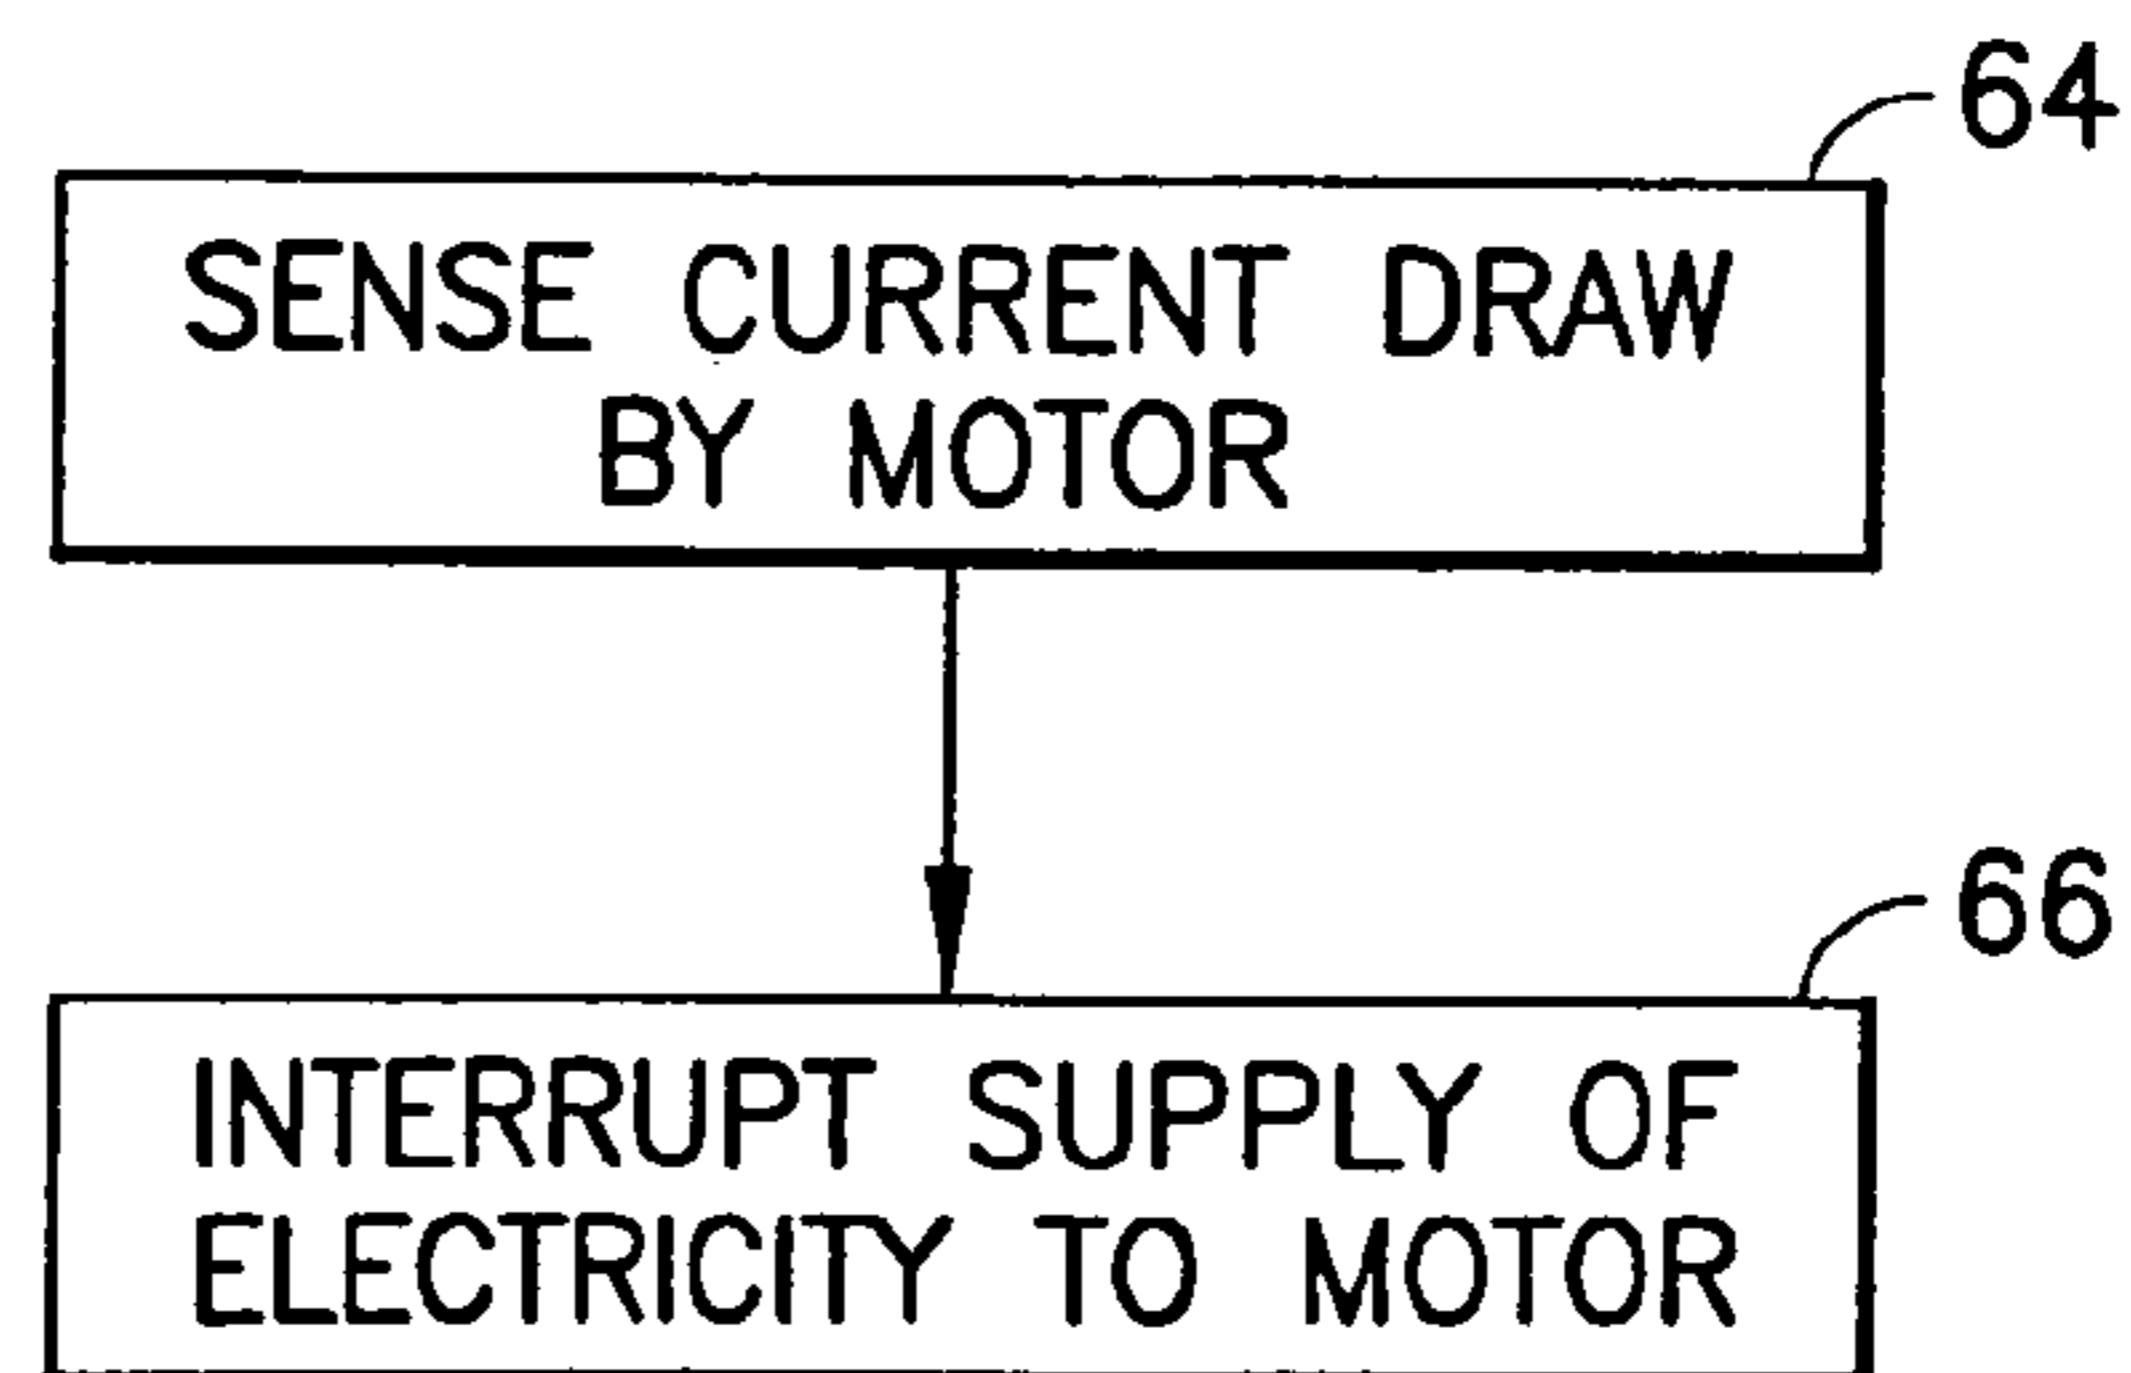 64
SENSE CURRENT DRAW
BY MOTOR
66
INTERRUPT SUPPLY OF
ELECTRICITY TO MOTOR